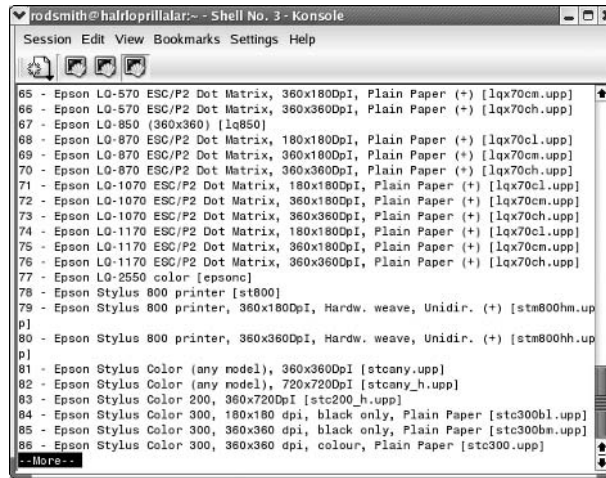 rodsmith@halrloprillalar:~ - Shell No. 3 - Konsole
Session Edit View Bookmarks Settings Help
65 - Epson LQ-570 ESC/P2 Dot Matrix, 360x180DpI, Plain Paper (+) [lqx70cm.upp]
66 - Epson LQ-570 ESC/P2 Dot Matrix, 360x360DpI, Plain Paper (+) [lqx70ch.upp]
67 - Epson LQ-850 (360x360) [lq850]
68 - Epson LQ-870 ESC/P2 Dot Matrix, 180x180DpI, Plain Paper (+) [lqx70cl.upp]
69 - Epson LQ-870 ESC/P2 Dot Matrix, 360x180DpI, Plain Paper (+) [lqx70cm.upp]
70 - Epson LQ-870 ESC/P2 Dot Matrix, 360x360DpI, Plain Paper (+) [lqx70ch.upp]
71 - Epson LQ-1070 ESC/P2 Dot Matrix, 180x180DpI, Plain Paper (+) [lqx70cl.upp]
72 - Epson LQ-1070 ESC/P2 Dot Matrix, 360x180DpI, Plain Paper (+) [lqx70cm.upp]
73 - Epson LQ-1070 ESC/P2 Dot Matrix, 360x360DpI, Plain Paper (+) [lqx70ch.upp]
74 - Epson LQ-1170 ESC/P2 Dot Matrix, 180x180DpI, Plain Paper (+) [lqx70cl.upp]
75 - Epson LQ-1170 ESC/P2 Dot Matrix, 360x180DpI, Plain Paper (+) [lqx70cm.upp]
76 - Epson LQ-1170 ESC/P2 Dot Matrix, 360x360DpI, Plain Paper (+) [lqx70ch.upp]
77 - Epson LQ-2550 color [epsonc]
78 - Epson Stylus 800 printer [st800]
79 - Epson Stylus 800 printer, 360x180DpI, Hardw. weave, Unidir. (+) [stm800hm.up
p]
80 - Epson Stylus 800 printer, 360x360DpI, Hardw. weave, Unidir. (+) [stm800hh.up
p]
81 - Epson Stylus Color (any model), 360x360DpI [stcany.upp]
82 - Epson Stylus Color (any model), 720x720DpI [stcany_h.upp]
83 - Epson Stylus Color 200, 360x720DpI [stc200_h.upp]
84 - Epson Stylus Color 300, 180x180 dpi, black only, Plain Paper [stc300bl.upp]
85 - Epson Stylus Color 300, 360x360 dpi, black only, Plain Paper [stc300bm.upp]
86 - Epson Stylus Color 300, 360x360 dpi, colour, Plain Paper [stc300.upp]
--More--